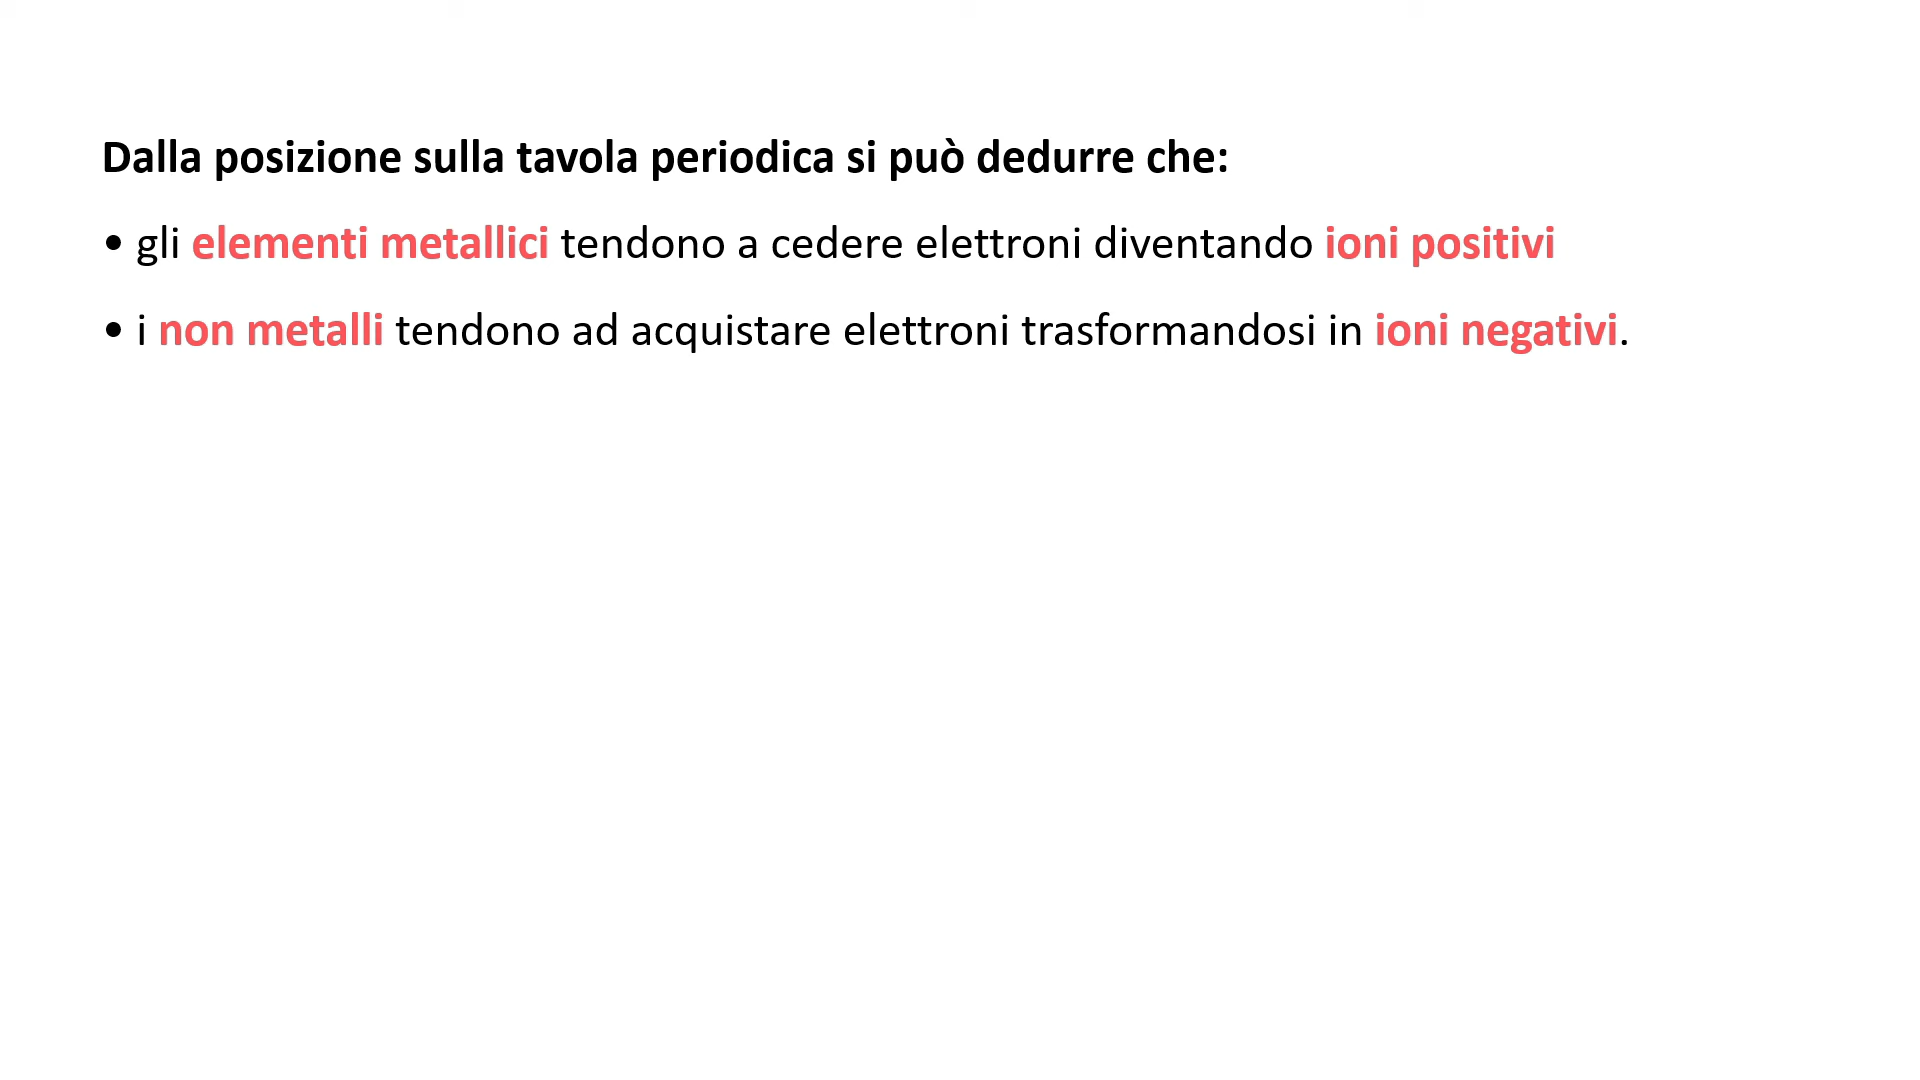 Dalla posizione sulla tavola periodica si può dedurre che:
• gli elementi metallici tendono a cedere elettroni diventando ioni positivi
• i non metalli tendono ad acquistare elettroni trasformandosi in ioni negativi.